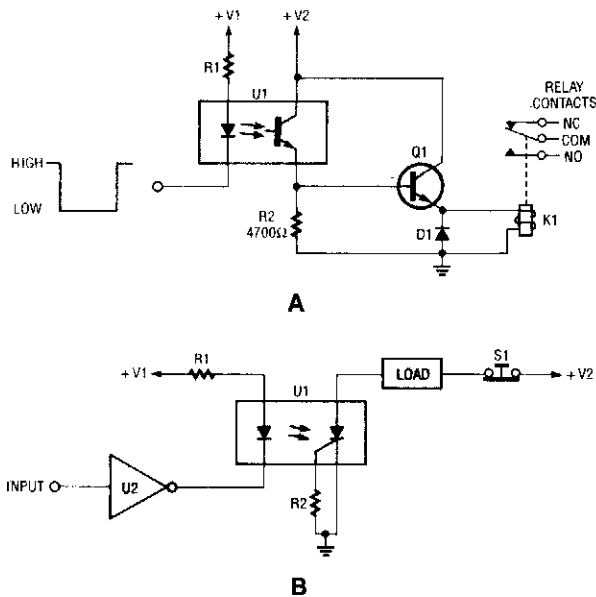 +V1
+V2
R1
U1
RELAY
CONTACTS
NC
COM
NO
Q1
HIGH
LOW
R2
4700Ω
D1
K1
A
R1
+V1
U1
S1
LOAD
+V2
INPUT
U2
R2
B